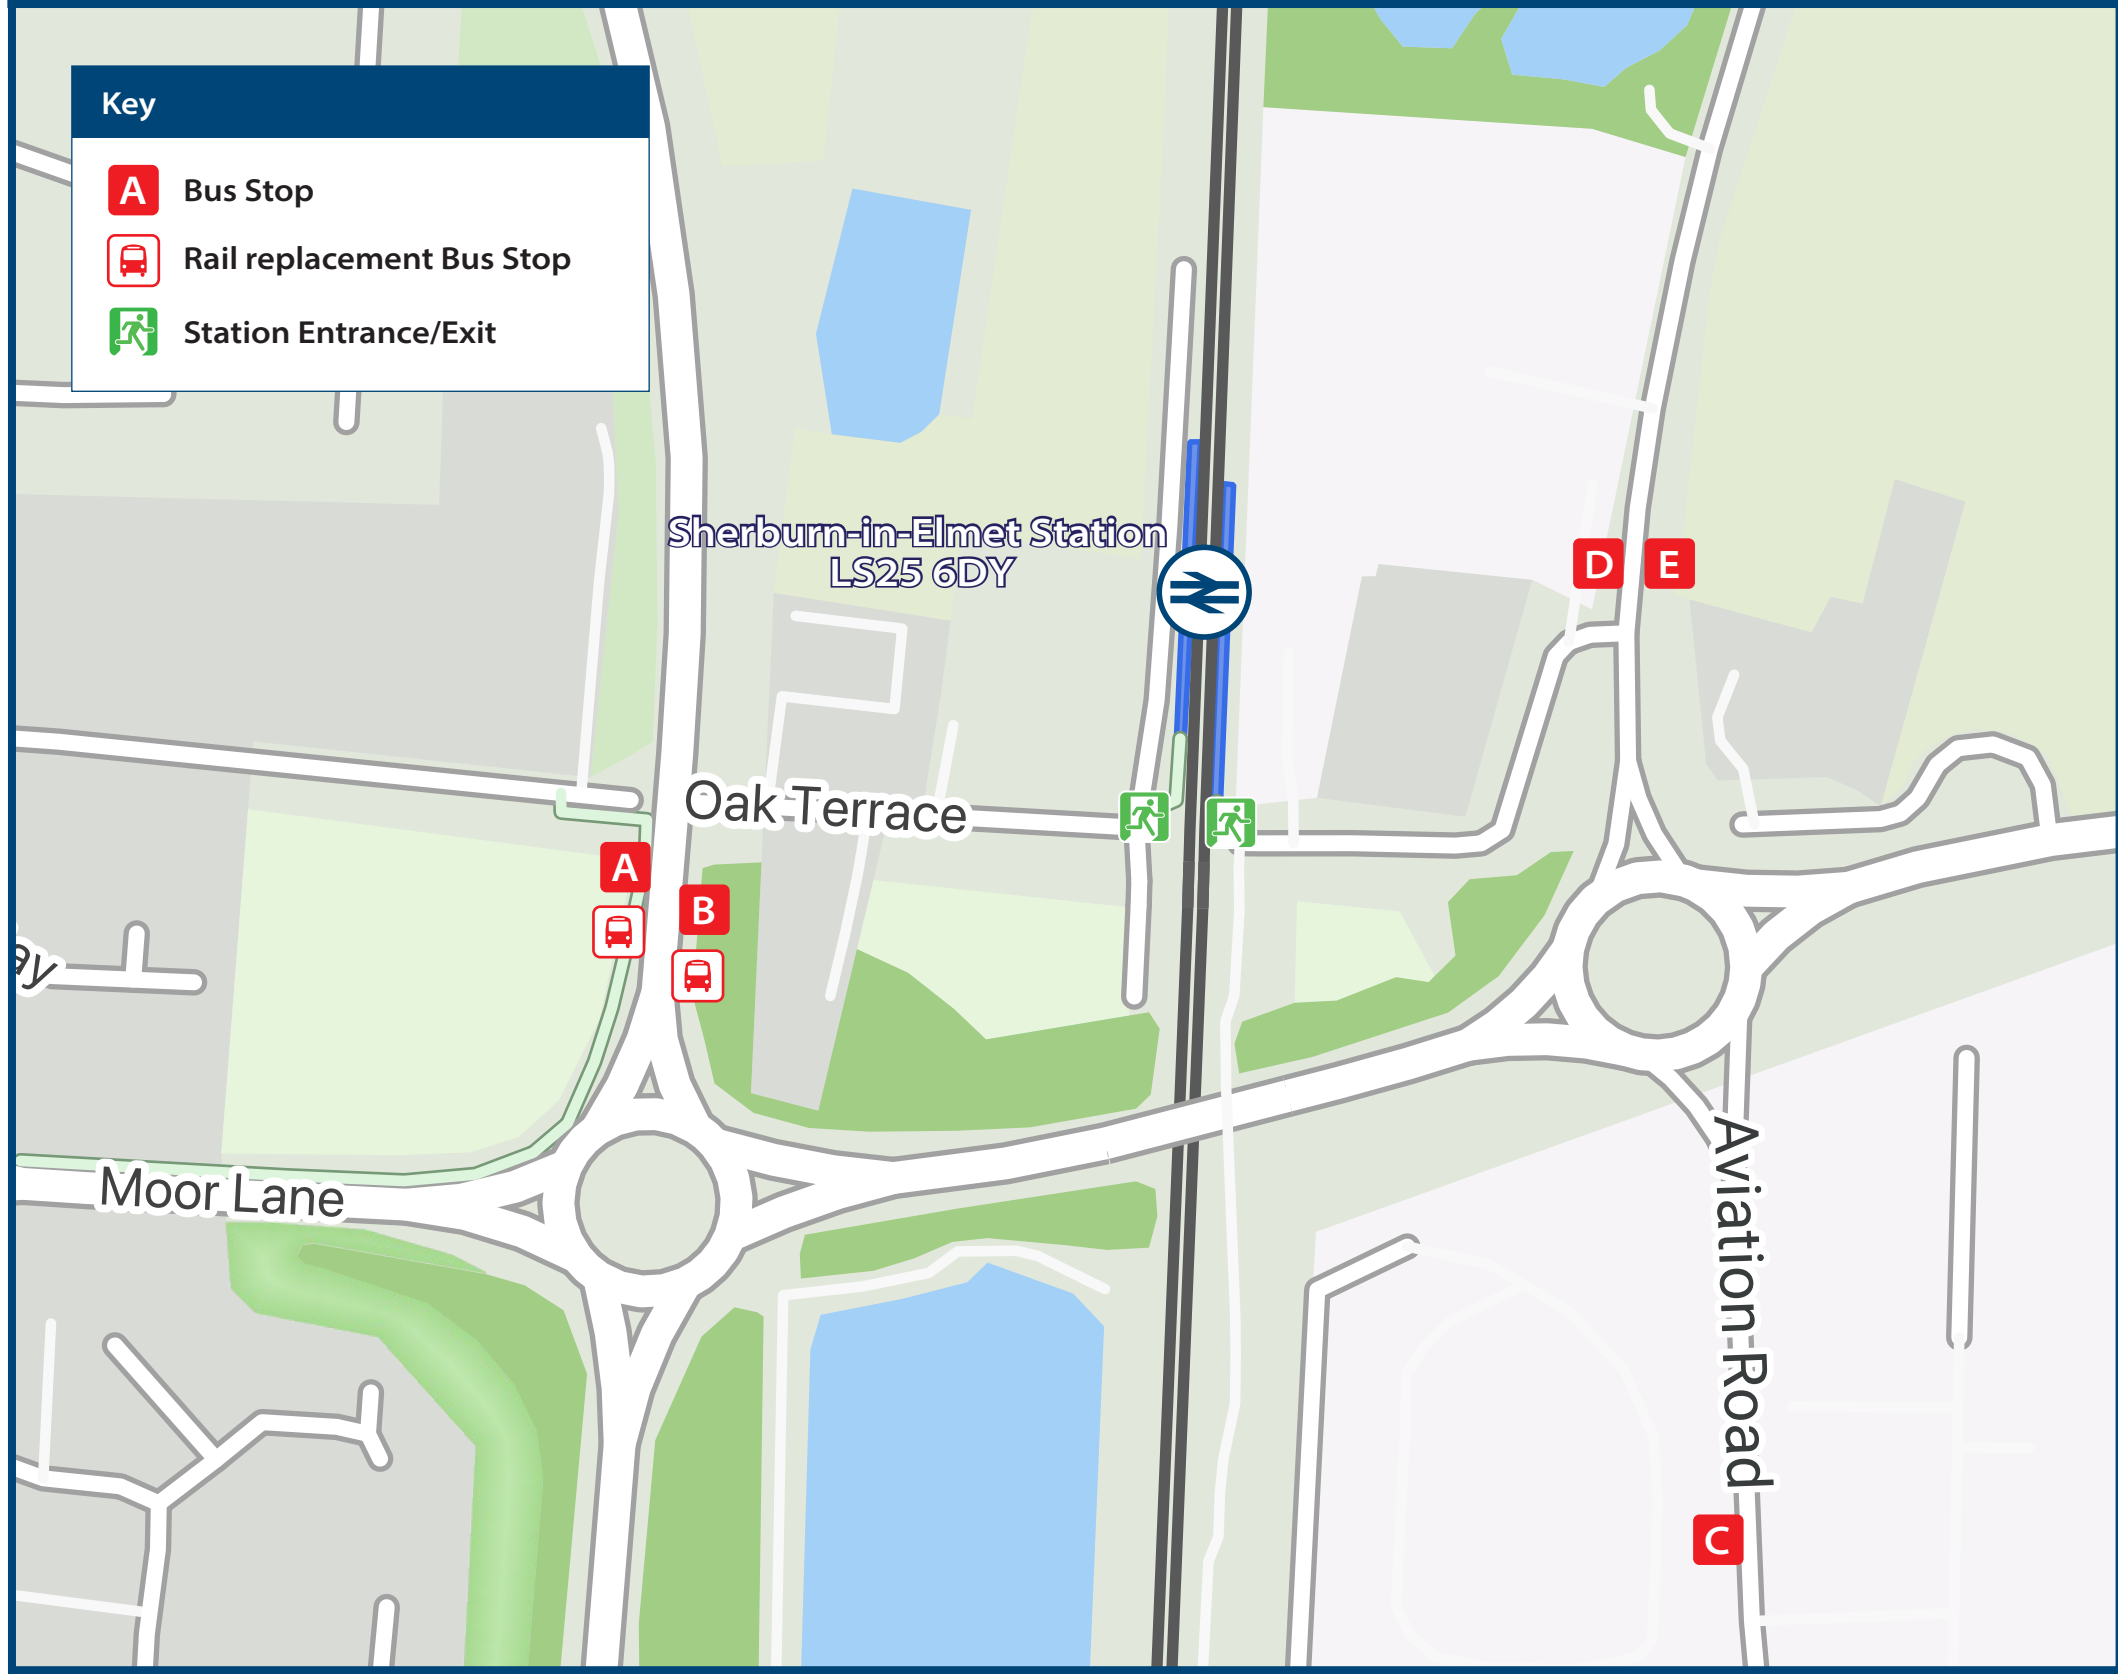 Key
A Bus Stop
Rail replacement Bus Stop
Station Entrance/Exit
Sherburn-in-Elmet Station
LS25 6DY
D
E
Oak Terrace
A
B
ay
Moor Lane
Aviation Road
C